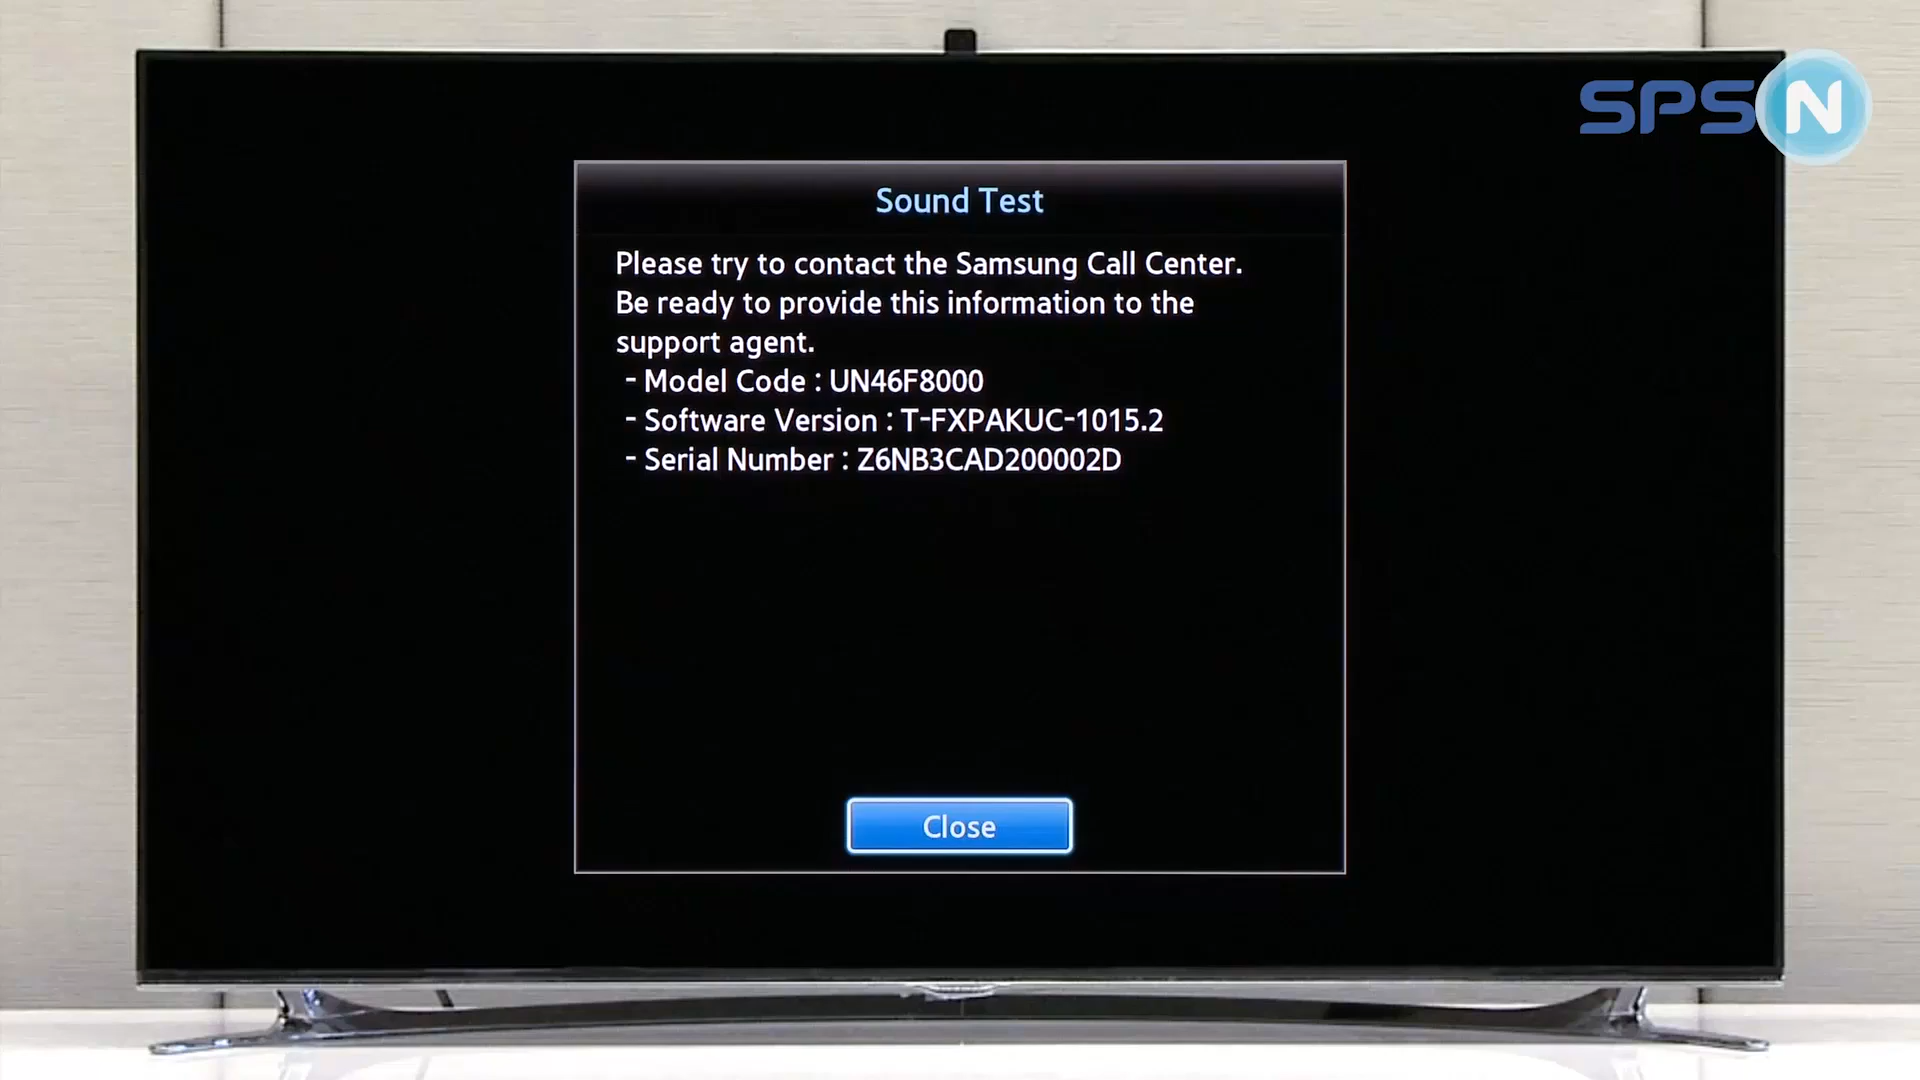 SPSN
Sound Test
Please try to contact the Samsung Call Center.
Be ready to provide this information to the
support agent.
- Model Code : UN46F8000
- Software Version : T-FXPAKUC-1015.2
- Serial Number : Z6NB3CAD200002D
Close